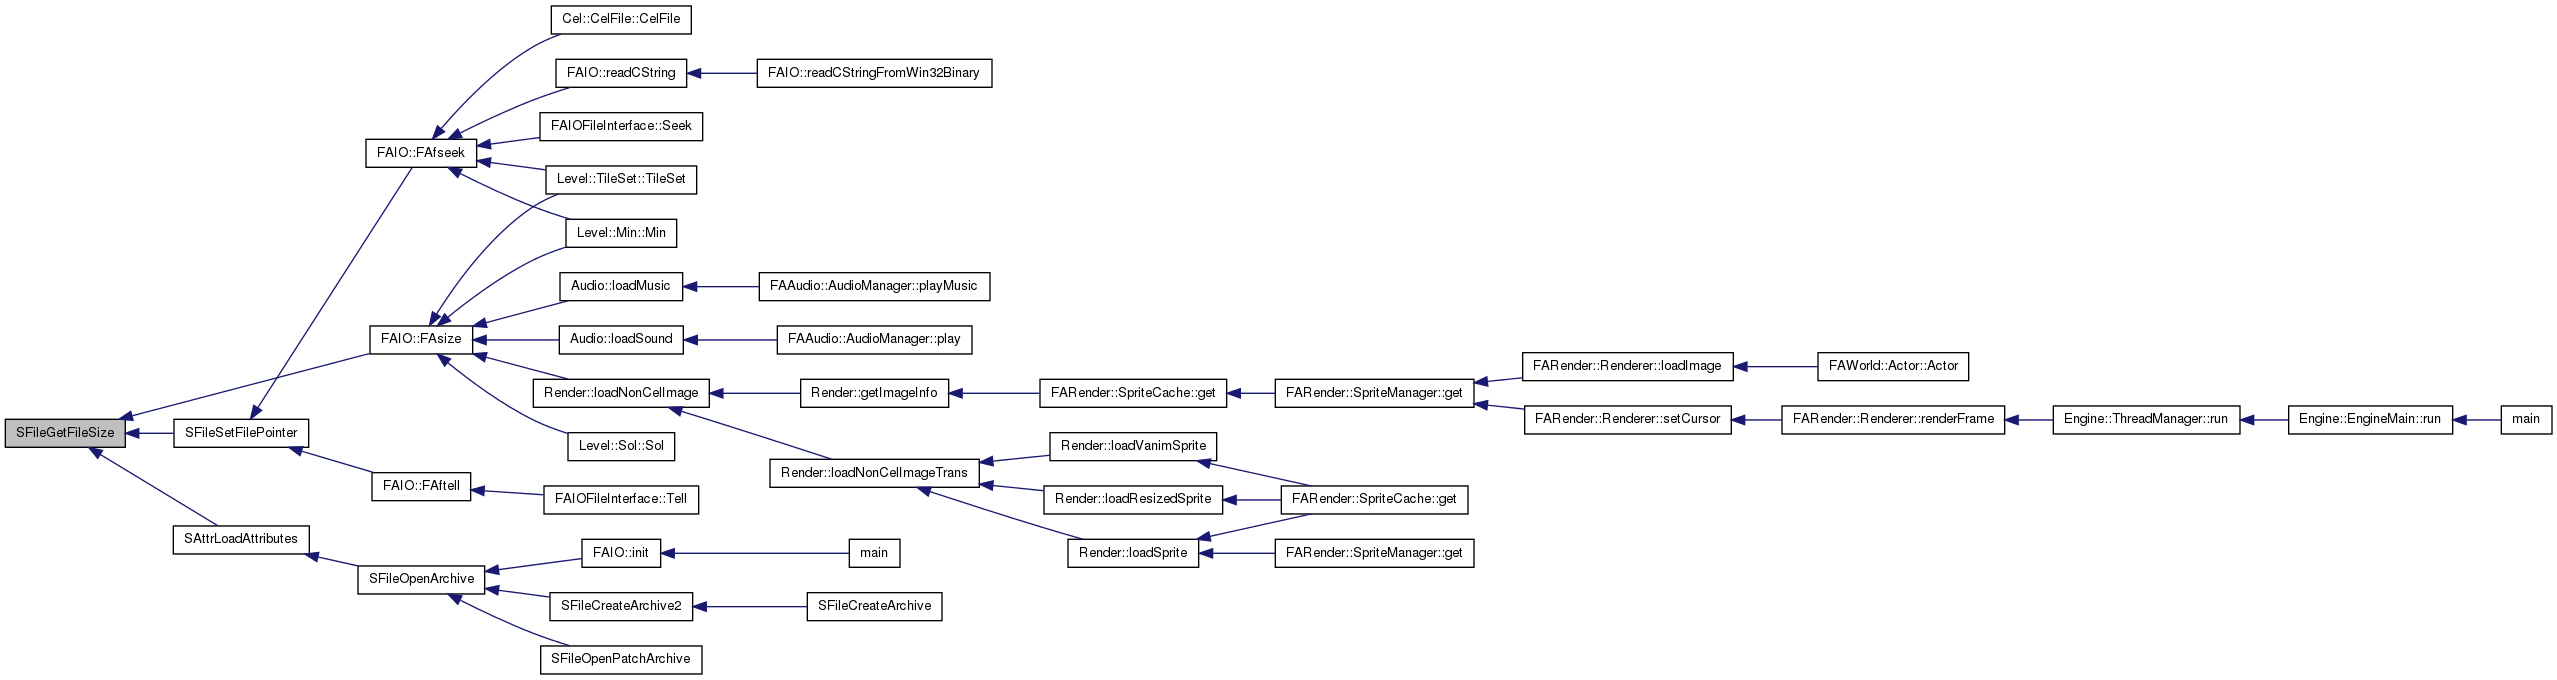 Cel::CelFile::CelFile
FAIO::readCString
FAIO::readCStringFromWin32Binary
FAIOFileInterface::Seek
FAIO::FAfseek
Level::TileSet::TileSet
Level::Min::Min
Audio::loadMusic
FAAudio::AudioManager::playMusic
FAIO::FAsize
Audio::loadSound
FAAudio::AudioManager::play
FARender::Renderer::loadImage
FAWorld::Actor::Actor
Render::loadNonCelImage
Render::getImageInfo
FARender::SpriteCache::get
FARender::SpriteManager::get
FARender::Renderer::setCursor
FARender::Renderer::renderFrame
Engine::ThreadManager::run
Engine::EngineMain::run
main
SFileGetFileSize
SFileSetFilePointer
Level::Sol::Sol
Render::loadVanimSprite
Render::loadNonCelImageTrans
FAIO::FAftell
FAIOFileInterface::Tell
Render::loadResizedSprite
FARender::SpriteCache::get
SAttrLoadAttributes
FAIO::init
main
Render::loadSprite
FARender::SpriteManager::get
SFileOpenArchive
SFileCreateArchive2
SFileCreateArchive
SFileOpenPatchArchive